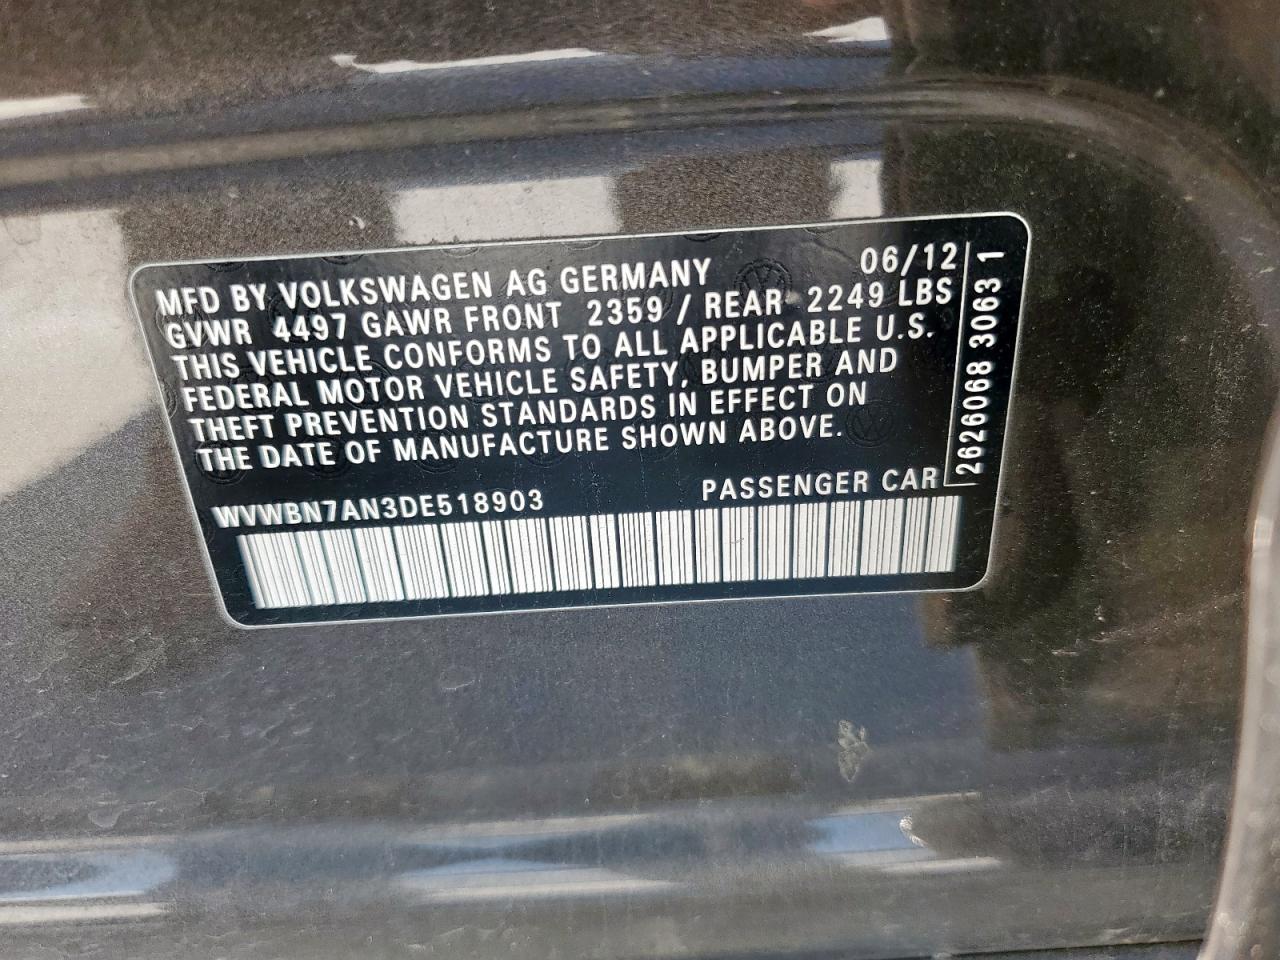 MFD BY VOLKSWAGEN AG GERMANY 06/12
GVWR 4497 GAWR FRONT 2359 / REAR 2249 LBS
THIS VEHICLE CONFORMS TO ALL APPLICABLE U.S.
FEDERAL MOTOR VEHICLE SAFETY, BUMPER AND
THEFT PREVENTION STANDARDS IN EFFECT ON
THE DATE OF MANUFACTURE SHOWN ABOVE.
WVWBN7AN3DE518903 PASSENGER CAR
2626068 3063 1